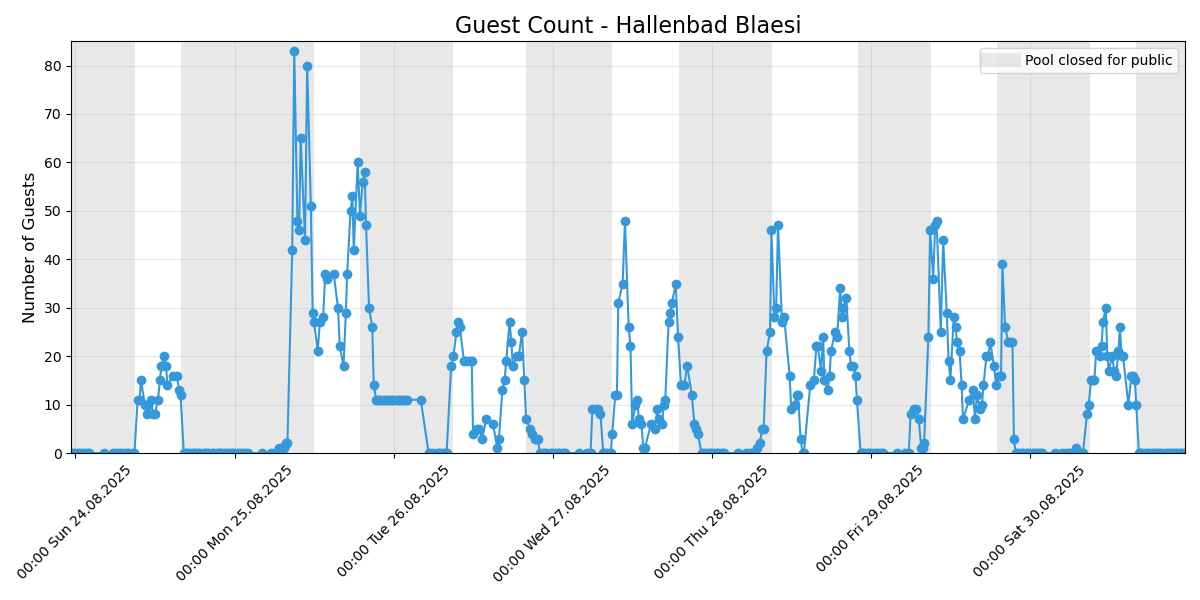 Guest Count - Hallenbad Blaesi
Pool closed for public
Number of Guests
80
70
60
50
40
30
20
10
0
00:00 Sun 24.08.2025
00:00 Mon 25.08.2025
00:00 Tue 26.08.2025
00:00 Wed 27.08.2025
00:00 Thu 28.08.2025
00:00 Fri 29.08.2025
00:00 Sat 30.08.2025